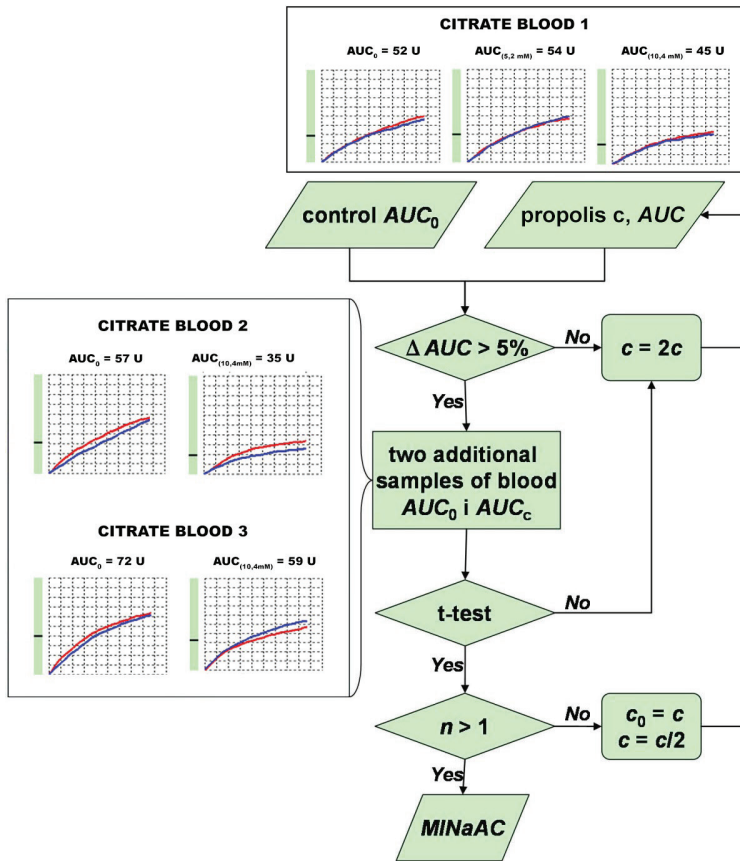 CITRATE BLOOD 1
AUC0 = 52 U
AUC(5,2 mM) = 54 U
AUC(10,4 mM) = 45 U
control AUC0
propolis c, AUC
Δ AUC > 5%
No
c = 2c
Yes
CITRATE BLOOD 2
AUC0 = 57 U
AUC(10,4mM) = 35 U
two additional
samples of blood
AUC0 i AUCc
CITRATE BLOOD 3
AUC0 = 72 U
AUC(10,4mM) = 59 U
t-test
No
Yes
n > 1
No
c0 = c
c = c/2
Yes
MINaAC